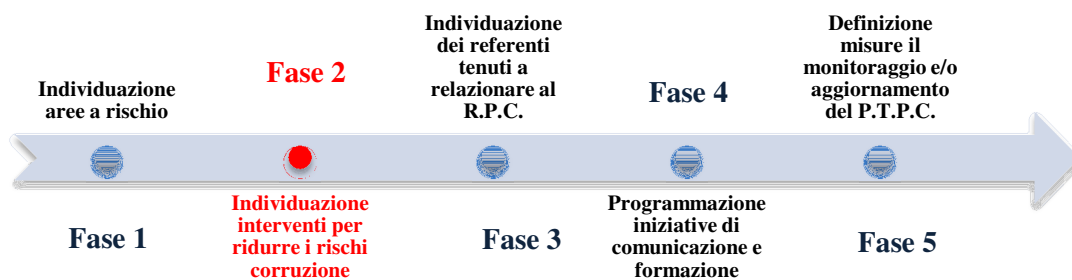 Individuazione
aree a rischio
Fase 1
Fase 2
Individuazione
interventi per
ridurre i rischi
corruzione
Individuazione
dei referenti
tenuti a
relazionare al
R.P.C.
Fase 3
Fase 4
Programmazione
iniziative di
comunicazione e
formazione
Definizione
misure il
monitoraggio e/o
aggiornamento
del P.T.P.C.
Fase 5